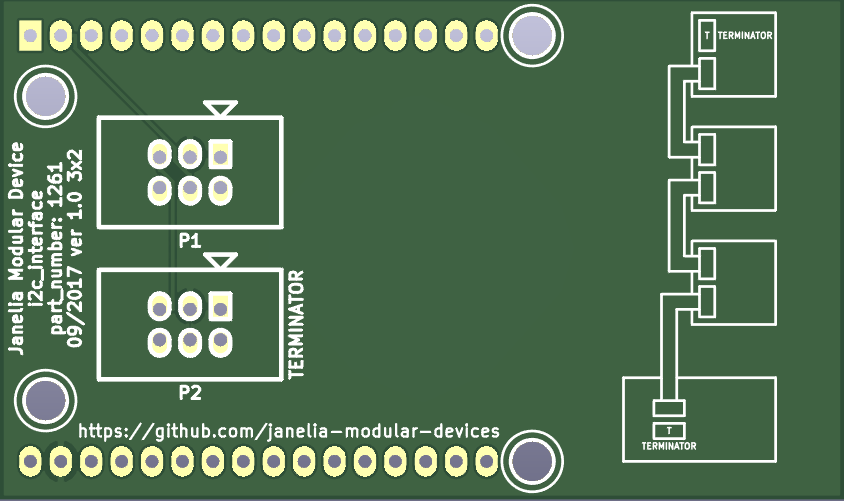 T TERMINATOR
Janelia Modular Device
i2c_interface
part_number: 1261
09/2017 ver 1.0 3x2
P1
TERMINATOR
P2
https://github.com/janelia-modular-devices
T
TERMINATOR